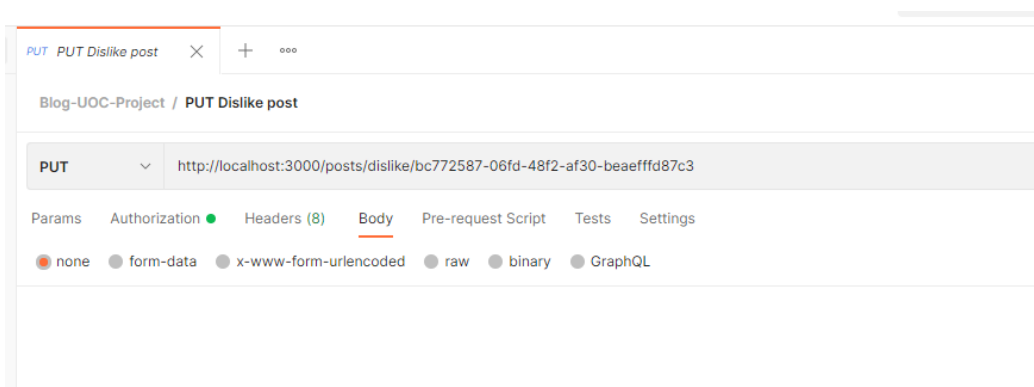 PUT PUT Dislike post
Blog-UOC-Project / PUT Dislike post
PUT http://localhost:3000/posts/dislike/bc772587-06fd-48f2-af30-beaefffd87c3
Params Authorization Headers (8) Body Pre-request Script Tests Settings
none form-data x-www-form-urlencoded raw binary GraphQL